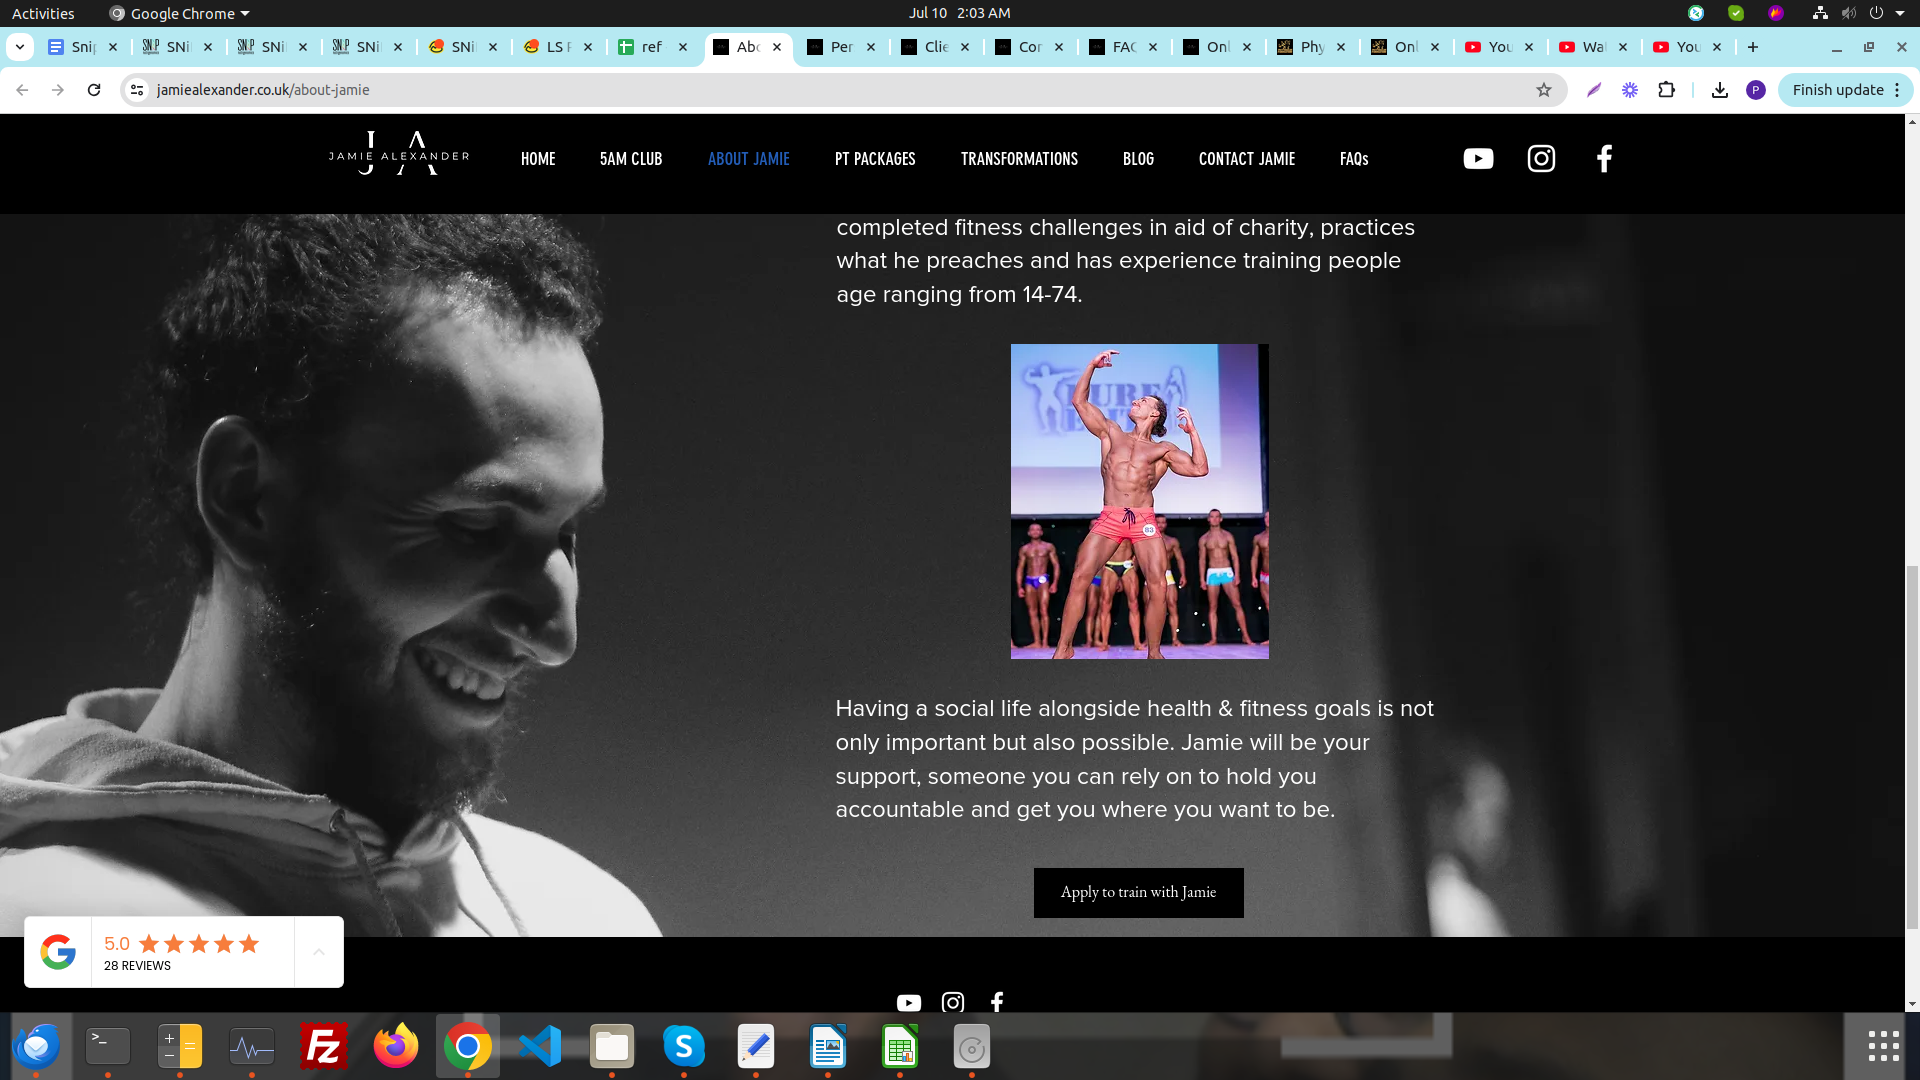 Activities
Google Chrome
Jul 10 2:03 AM
Snip
SNi
SNi
SNi
SNi
LS
ref
Abo
Per
Clie
Cor
FAQ
Onl
Phy
Onl
You
Wa
You
jamiealexander.co.uk/about-jamie
P
Finish update
J A
JAMIE ALEXANDER
HOME
5AM CLUB
ABOUT JAMIE
PT PACKAGES
TRANSFORMATIONS
BLOG
CONTACT JAMIE
FAQs
completed fitness challenges in aid of charity, practices
what he preaches and has experience training people
age ranging from 14-74.
83
Having a social life alongside health & fitness goals is not
only important but also possible. Jamie will be your
support, someone you can rely on to hold you
accountable and get you where you want to be.
Apply to train with Jamie
5.0
28 REVIEWS